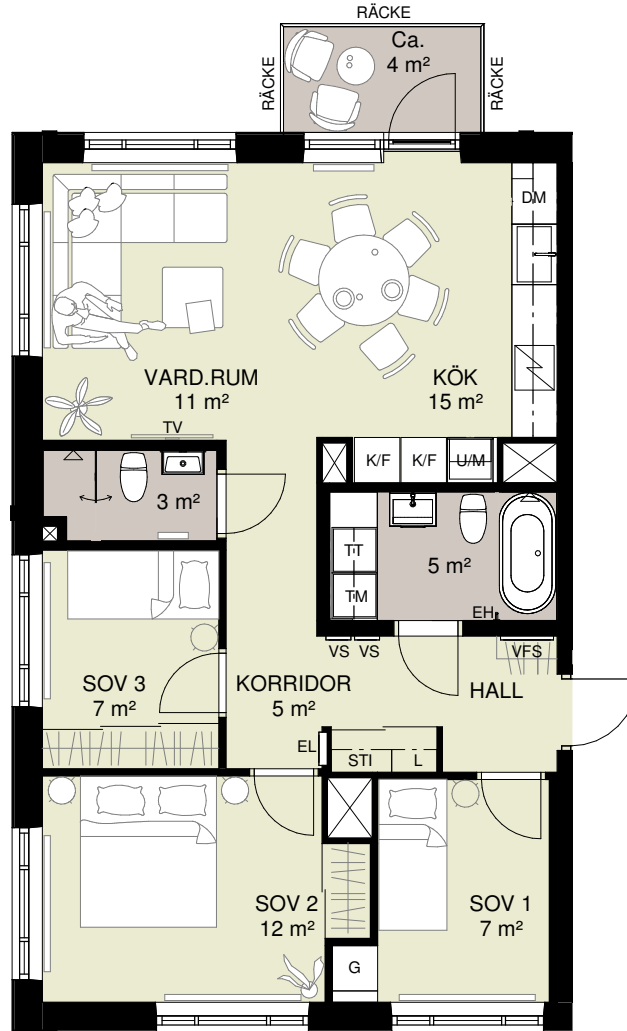 RÄCKE
RÄCKE
Ca.
4 m²
RÄCKE
DM
VARD.RUM
11 m²
KÖK
15 m²
TV
K/F
K/F
U/M
3 m²
TT
TM
5 m²
EH
VS
VS
VFS
SOV 3
7 m²
KORRIDOR
5 m²
HALL
EL
STI
L
SOV 2
12 m²
SOV 1
7 m²
G